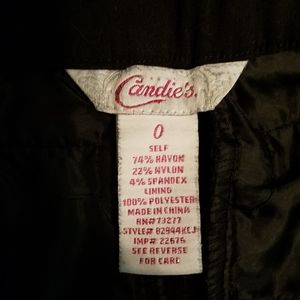 Candie's.
0
SELF
74% RAYON
22% NYLON
4% SPANDEX
LINING
100% POLYESTER
MADE IN CHINA
RN#73277
STYLE# 82944KCJ
IMP# 22676
SEE REVERSE
FOR CARE